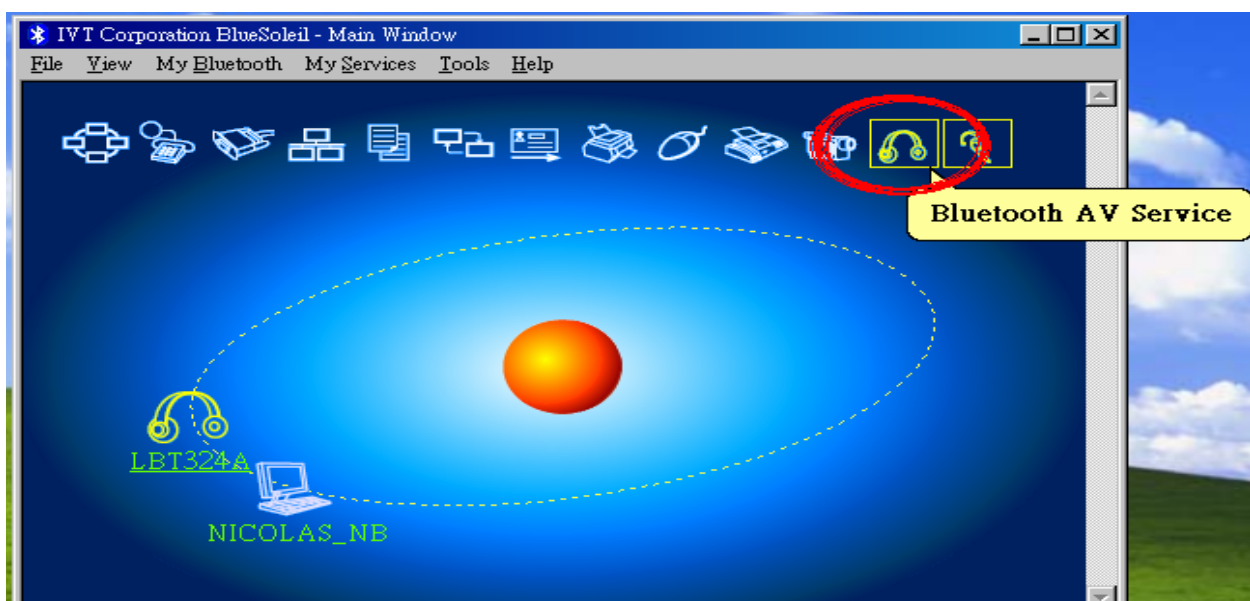 IVT Corporation BlueSoleil - Main Window
File View My Bluetooth My Services Tools Help
Bluetooth AV Service
LBT324A
NICOLAS_NB